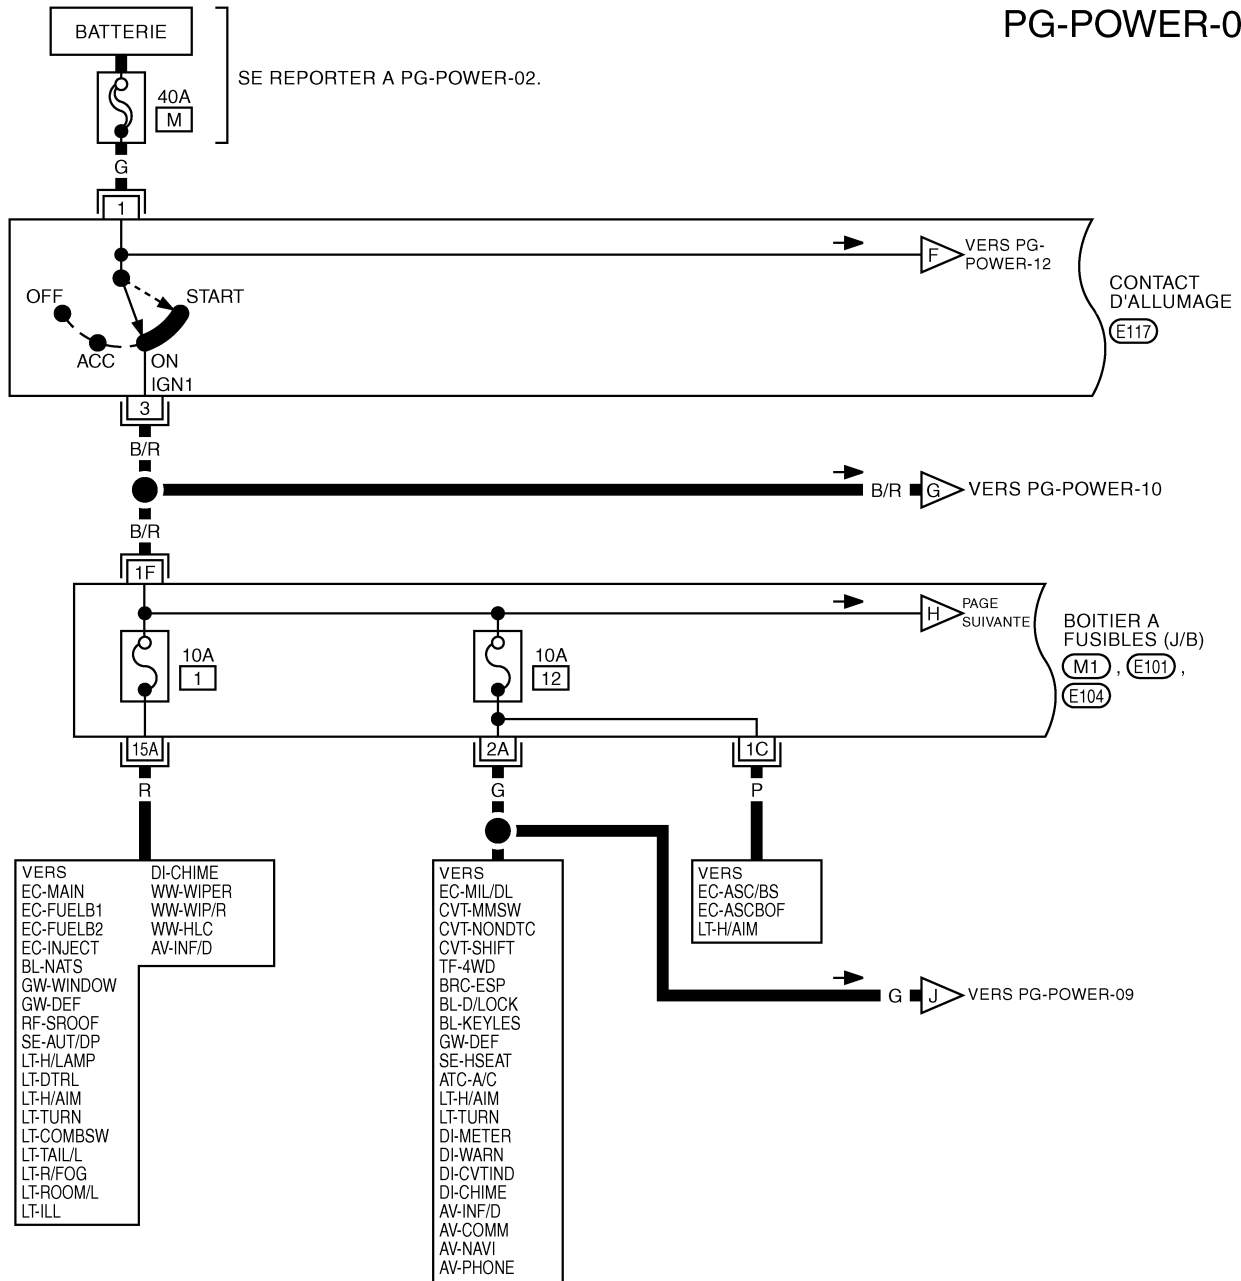 PG-POWER-0
BATTERIE
SE REPORTER A PG-POWER-02.
40A
M
G
1
F
VERS PG-
POWER-12
OFF
START
ACC
ON
IGN1
CONTACT
D'ALLUMAGE
E117
3
B/R
B/R
G
VERS PG-POWER-10
B/R
1F
H
PAGE
SUIVANTE
10A
1
10A
12
BOITIER A
FUSIBLES (J/B)
M1 , E101 ,
E104
15A
2A
1C
R
G
P
VERS
EC-MAIN
EC-FUELB1
EC-FUELB2
EC-INJECT
BL-NATS
GW-WINDOW
GW-DEF
RF-SROOF
SE-AUT/DP
LT-H/LAMP
LT-DTRL
LT-H/AIM
LT-TURN
LT-COMBSW
LT-TAIL/L
LT-R/FOG
LT-ROOM/L
LT-ILL
DI-CHIME
WW-WIPER
WW-WIP/R
WW-HLC
AV-INF/D
VERS
EC-MIL/DL
CVT-MMSW
CVT-NONDTC
CVT-SHIFT
TF-4WD
BRC-ESP
BL-D/LOCK
BL-KEYLES
GW-DEF
SE-HSEAT
ATC-A/C
LT-H/AIM
LT-TURN
DI-METER
DI-WARN
DI-CVTIND
DI-CHIME
AV-INF/D
AV-COMM
AV-NAVI
AV-PHONE
VERS
EC-ASC/BS
EC-ASCBOF
LT-H/AIM
G
J
VERS PG-POWER-09